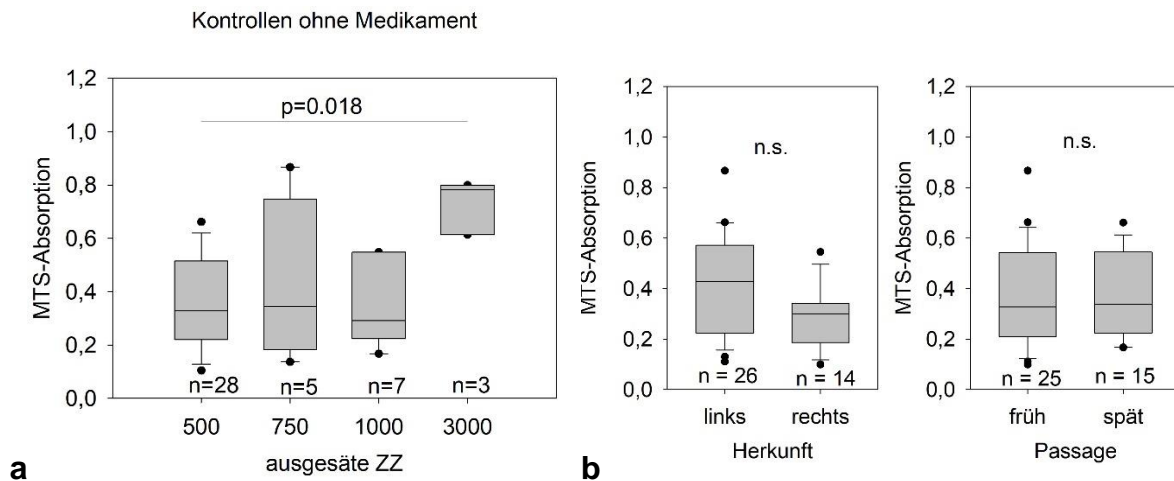 Kontrollen ohne Medikament
MTS-Absorption
1,2
1,0
0,8
0,6
0,4
0,2
0,0
p=0.018
n=28
n=5
n=7
n=3
500
750
1000
3000
ausgesäte ZZ
a
MTS-Absorption
1,2
1,0
0,8
0,6
0,4
0,2
0,0
n.s.
n = 26
n = 14
links
rechts
Herkunft
MTS-Absorption
1,2
1,0
0,8
0,6
0,4
0,2
0,0
n.s.
n = 25
n = 15
früh
spät
Passage
b